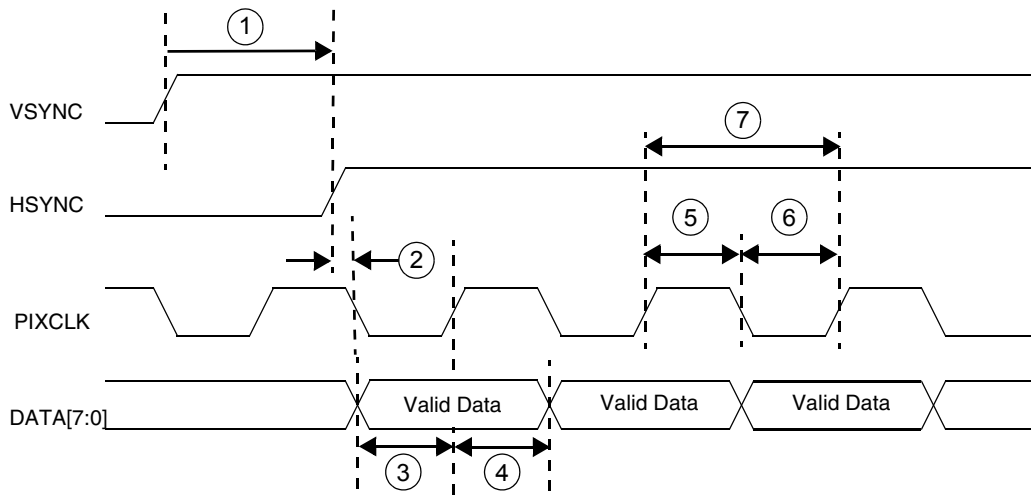 1
VSYNC
7
HSYNC
5
6
2
PIXCLK
DATA[7:0]
Valid Data
Valid Data
Valid Data
3
4